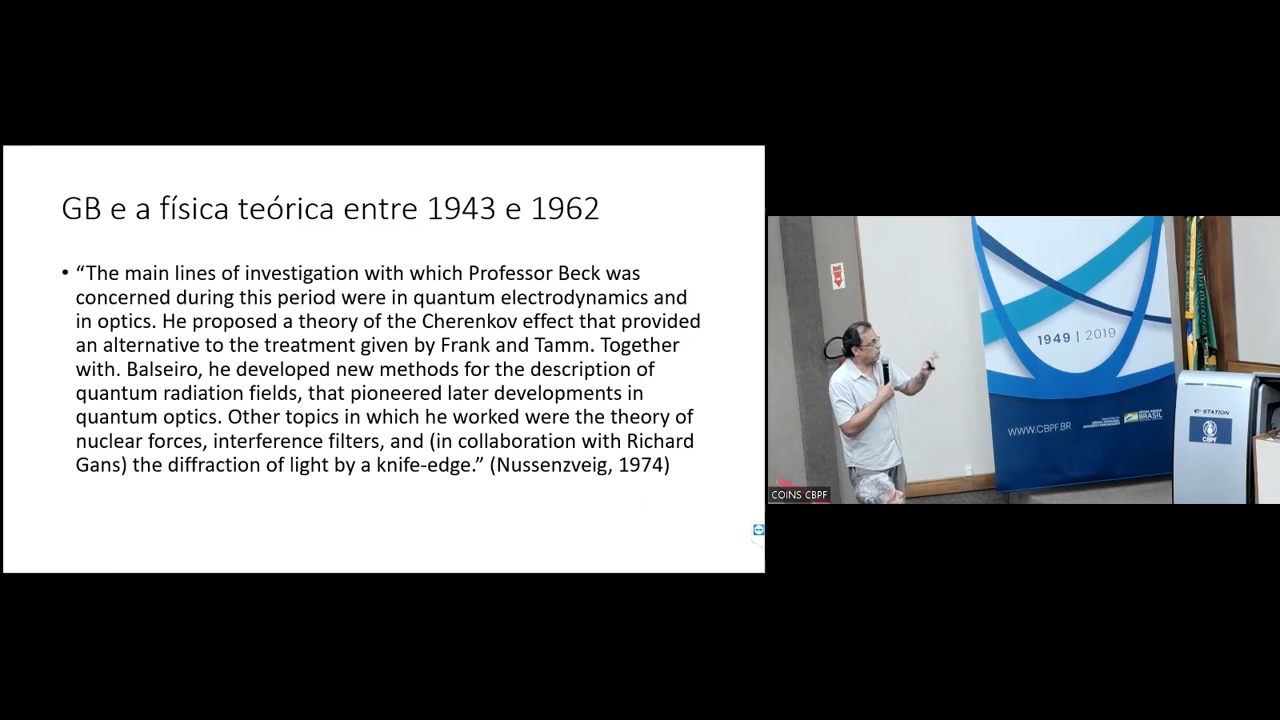 GB e a física teórica entre 1943 e 1962
• “The main lines of investigation with which Professor Beck was
concerned during this period were in quantum electrodynamics and
in optics. He proposed a theory of the Cherenkov effect that provided
an alternative to the treatment given by Frank and Tamm. Together
with. Balseiro, he developed new methods for the description of
quantum radiation fields, that pioneered later developments in
quantum optics. Other topics in which he worked were the theory of
nuclear forces, interference filters, and (in collaboration with Richard
Gans) the diffraction of light by a knife-edge.” (Nussenzveig, 1974)
1949 | 2019
WWW.CBPF.BR
BRASIL
e-STATION
CBPF
COINS CBPF